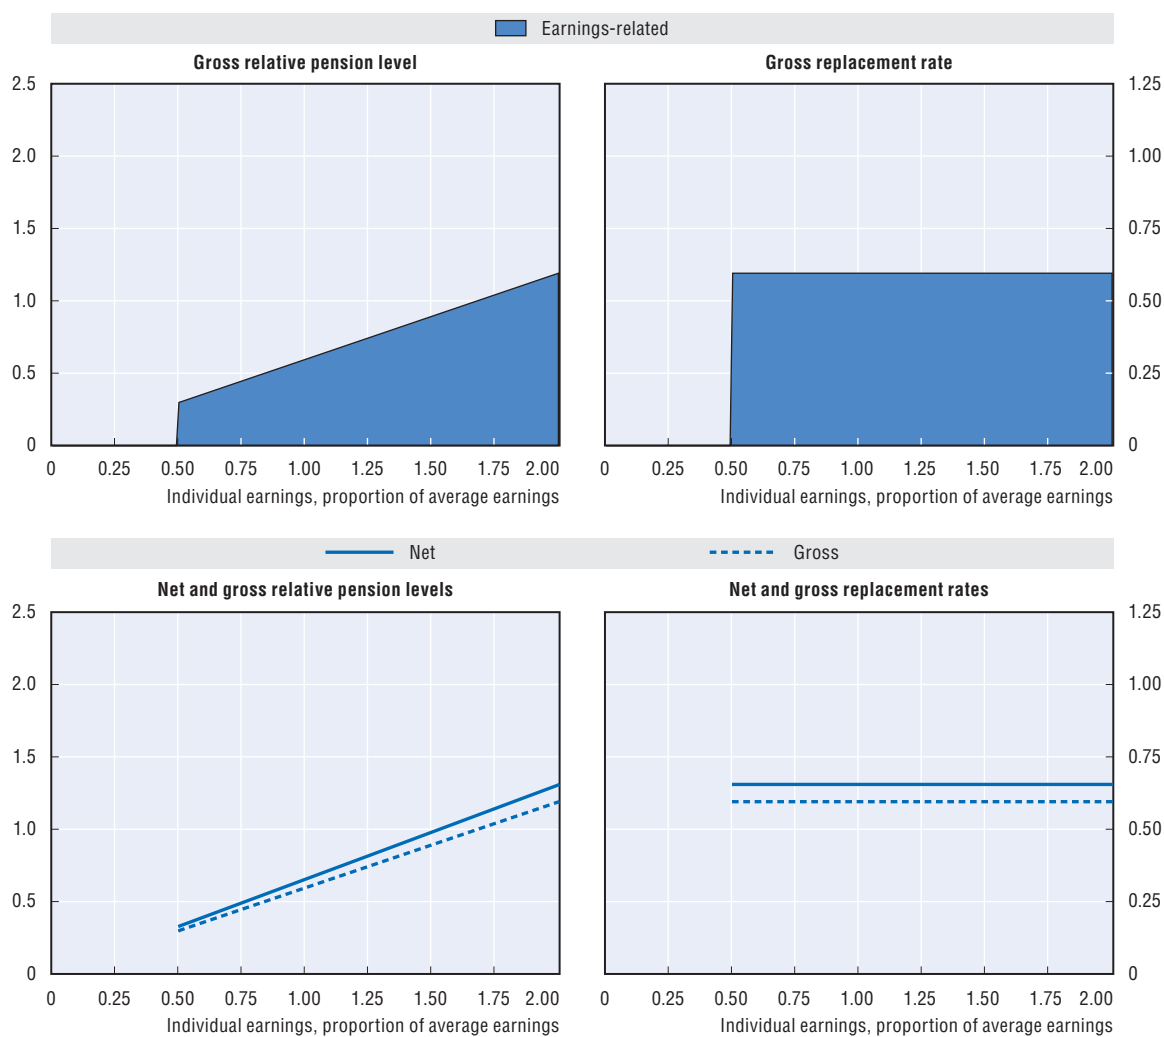 Earnings-related
Gross relative pension level
Gross replacement rate
2.5
2.0
1.5
1.0
0.5
0
1.25
1.00
0.75
0.50
0.25
0
0 0.25 0.50 0.75 1.00 1.25 1.50 1.75 2.00
Individual earnings, proportion of average earnings
0 0.25 0.50 0.75 1.00 1.25 1.50 1.75 2.00
Individual earnings, proportion of average earnings
Net Gross
Net and gross relative pension levels
Net and gross replacement rates
2.5
2.0
1.5
1.0
0.5
0
1.25
1.00
0.75
0.50
0.25
0
0 0.25 0.50 0.75 1.00 1.25 1.50 1.75 2.00
Individual earnings, proportion of average earnings
0 0.25 0.50 0.75 1.00 1.25 1.50 1.75 2.00
Individual earnings, proportion of average earnings